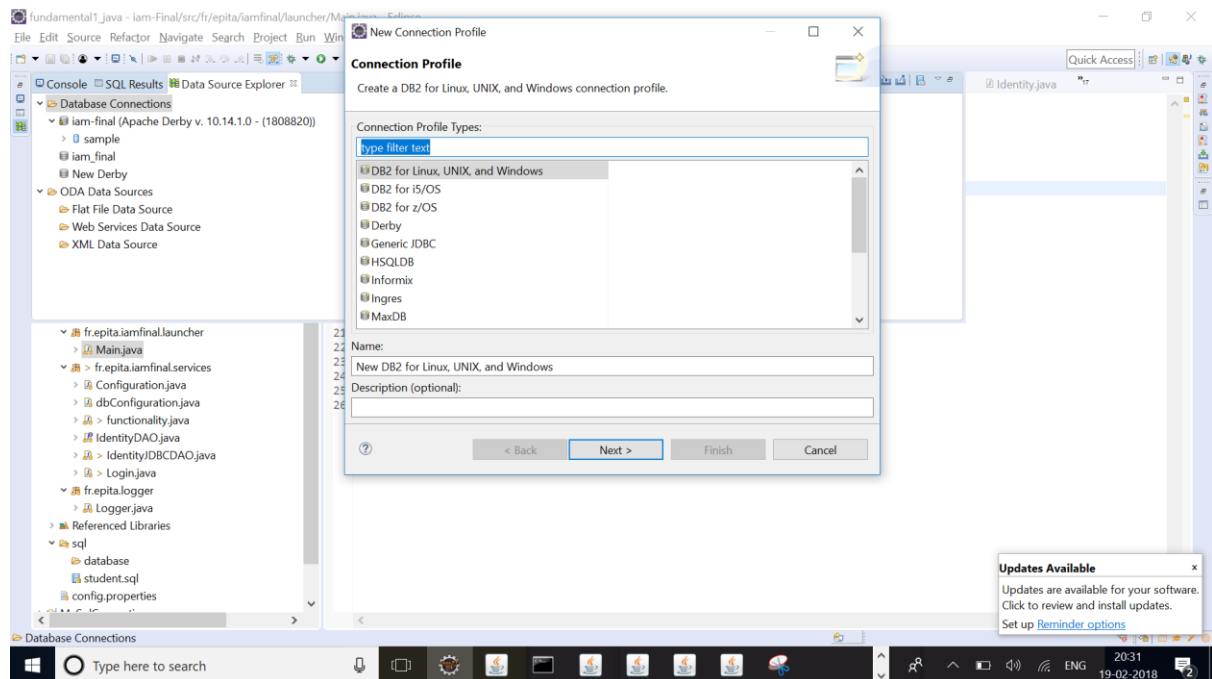 fundamental1_java - iam-Final/src/fr/epita/iamfinal/launcher/Main.java - Eclipse
File Edit Source Refactor Navigate Search Project Run Win
Quick Access
Console SQL Results Data Source Explorer
Database Connections
iam-final (Apache Derby v. 10.14.1.0 - (1808820))
sample
iam_final
New Derby
ODA Data Sources
Flat File Data Source
Web Services Data Source
XML Data Source
Identity.java
17
New Connection Profile
Connection Profile
Create a DB2 for Linux, UNIX, and Windows connection profile.
Connection Profile Types:
type filter text
DB2 for Linux, UNIX, and Windows
DB2 for i5/OS
DB2 for z/OS
Derby
Generic JDBC
HSQLDB
Informix
Ingres
MaxDB
Name:
New DB2 for Linux, UNIX, and Windows
Description (optional):
< Back Next > Finish Cancel
fr.epita.iamfinal.launcher
Main.java
> fr.epita.iamfinal.services
Configuration.java
dbConfiguration.java
> functionality.java
IdentityDAO.java
> IdentityJDBCDAO.java
> Login.java
fr.epita.logger
Logger.java
Referenced Libraries
sql
database
student.sql
config.properties
21
22
23
24
25
26
Updates Available x
Updates are available for your software.
Click to review and install updates.
Set up Reminder options
Database Connections
Type here to search
ENG
20:31
19-02-2018
2